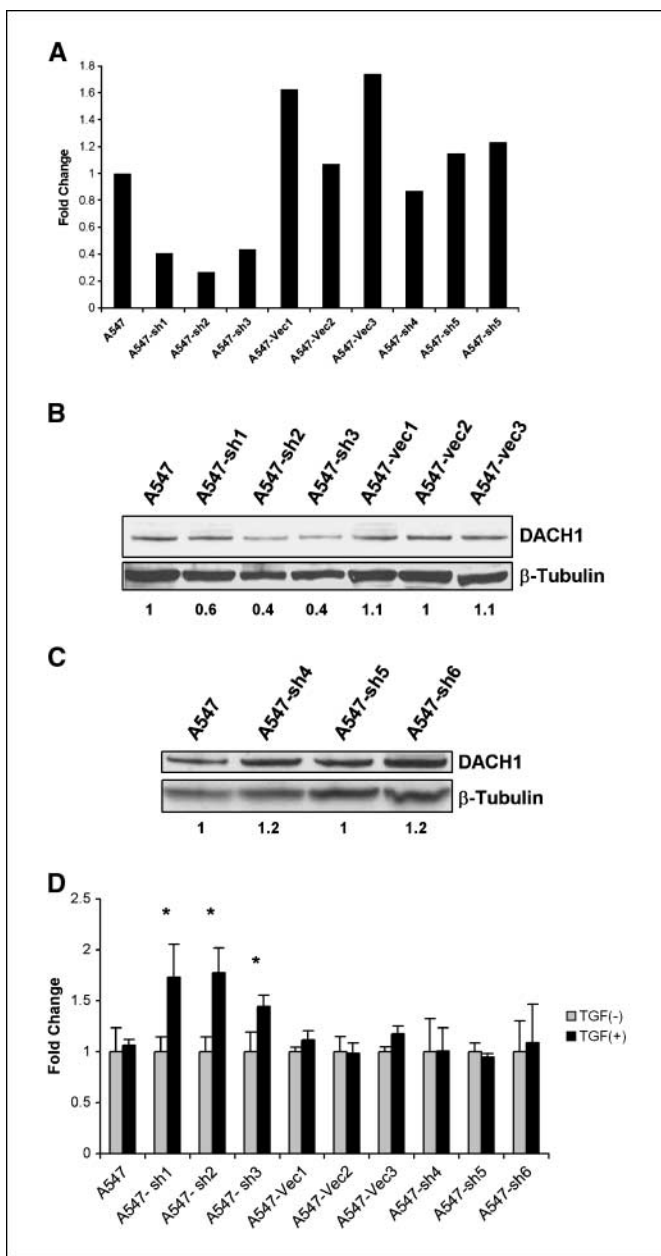 A
Fold Change
1.8
1.6
1.4
1.2
1
0.8
0.6
0.4
0.2
0
A547
A547-sh1
A547-sh2
A547-sh3
A547-Vec1
A547-Vec2
A547-Vec3
A547-sh4
A547-sh5
A547-sh5
B
A547
A547-sh1
A547-sh2
A547-sh3
A547-vec1
A547-vec2
A547-vec3
DACH1
β-Tubulin
1 0.6 0.4 0.4 1.1 1 1.1
C
A547
A547-sh4
A547-sh5
A547-sh6
DACH1
β-Tubulin
1 1.2 1 1.2
D
Fold Change
2.5
2
1.5
1
0.5
0
* * *
TGF(-)
TGF(+)
A547
A547- sh1
A547- sh2
A547- sh3
A547-Vec1
A547-Vec2
A547-Vec3
A547-sh4
A547-sh5
A547-sh6